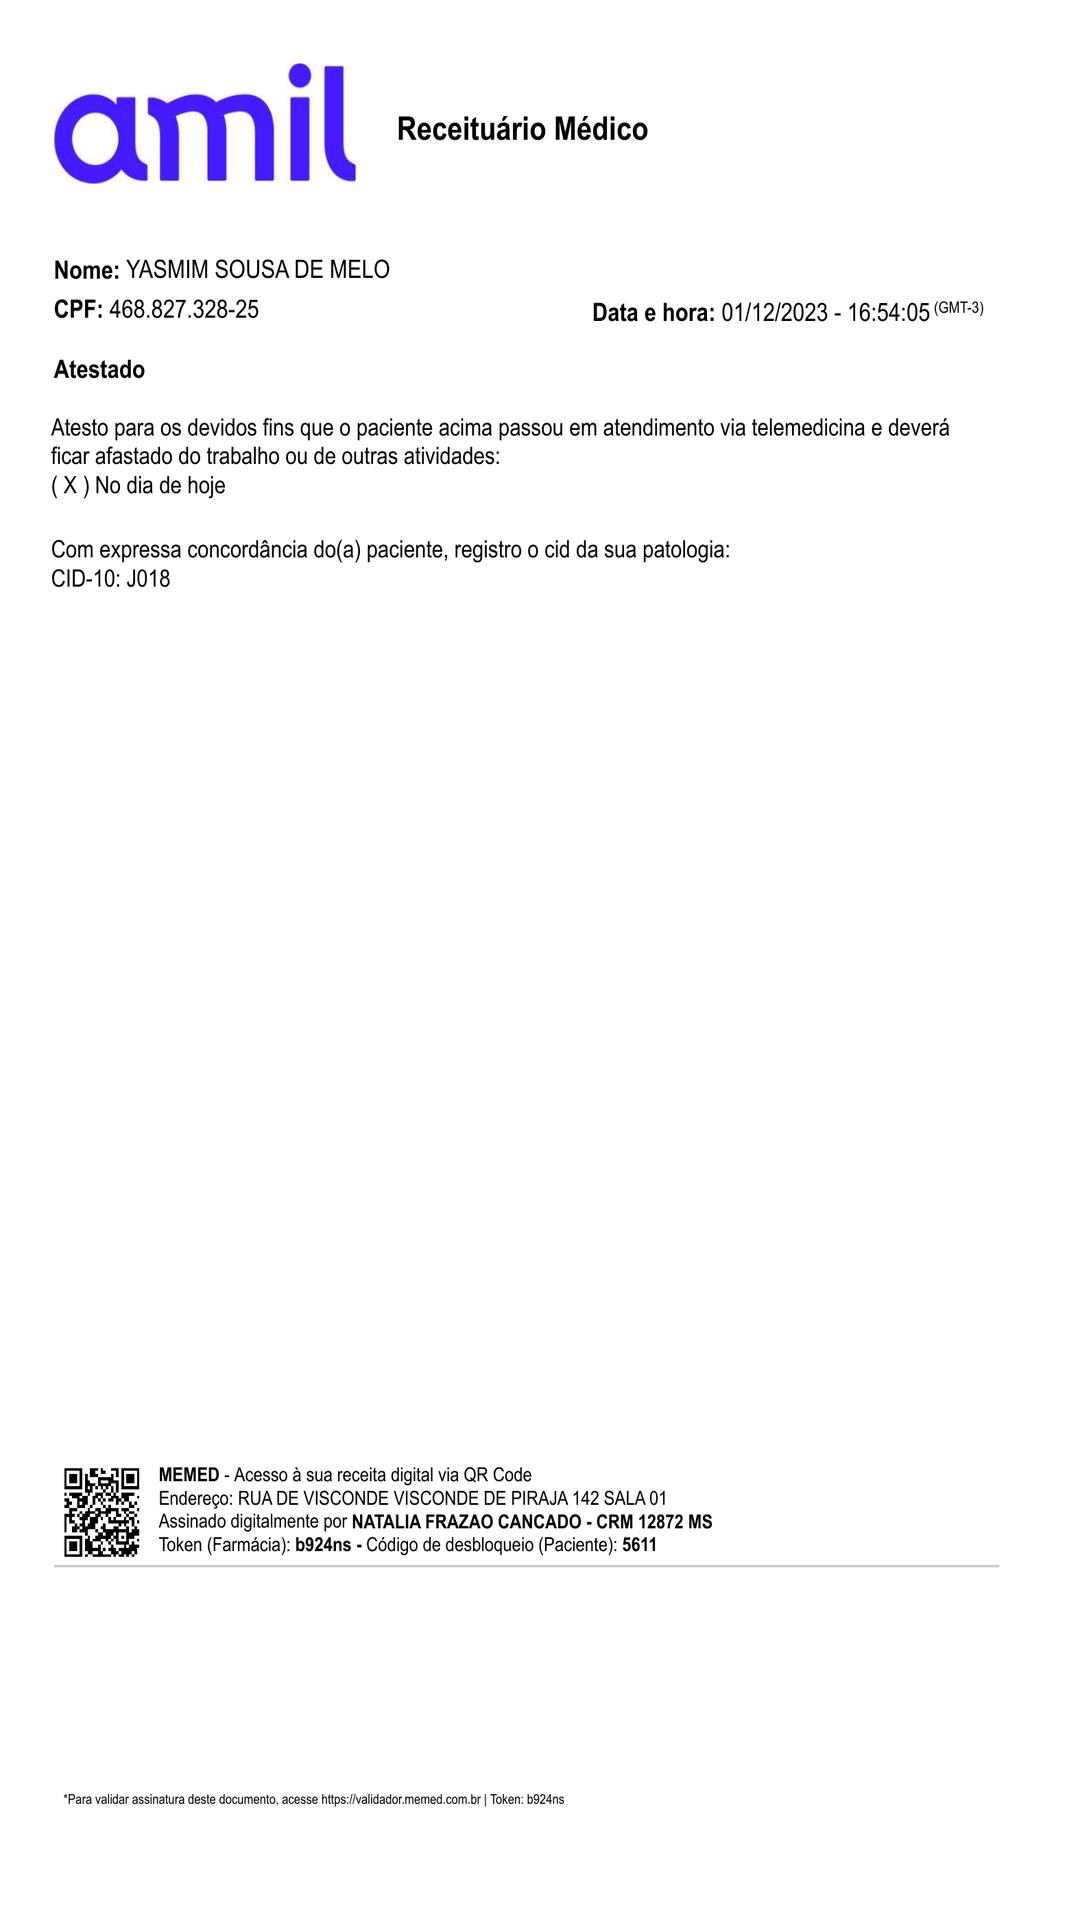 amil
Receituário Médico
Nome: YASMIM SOUSA DE MELO
CPF: 468.827.328-25
Data e hora: 01/12/2023 - 16:54:05 (GMT-3)
Atestado
Atesto para os devidos fins que o paciente acima passou em atendimento via telemedicina e deverá
ficar afastado do trabalho ou de outras atividades:
( X ) No dia de hoje
Com expressa concordância do(a) paciente, registro o cid da sua patologia:
CID-10: J018
MEMED - Acesso à sua receita digital via QR Code
Endereço: RUA DE VISCONDE VISCONDE DE PIRAJA 142 SALA 01
Assinado digitalmente por NATALIA FRAZAO CANCADO - CRM 12872 MS
Token (Farmácia): b924ns - Código de desbloqueio (Paciente): 5611
*Para validar assinatura deste documento, acesse https://validador.memed.com.br | Token: b924ns